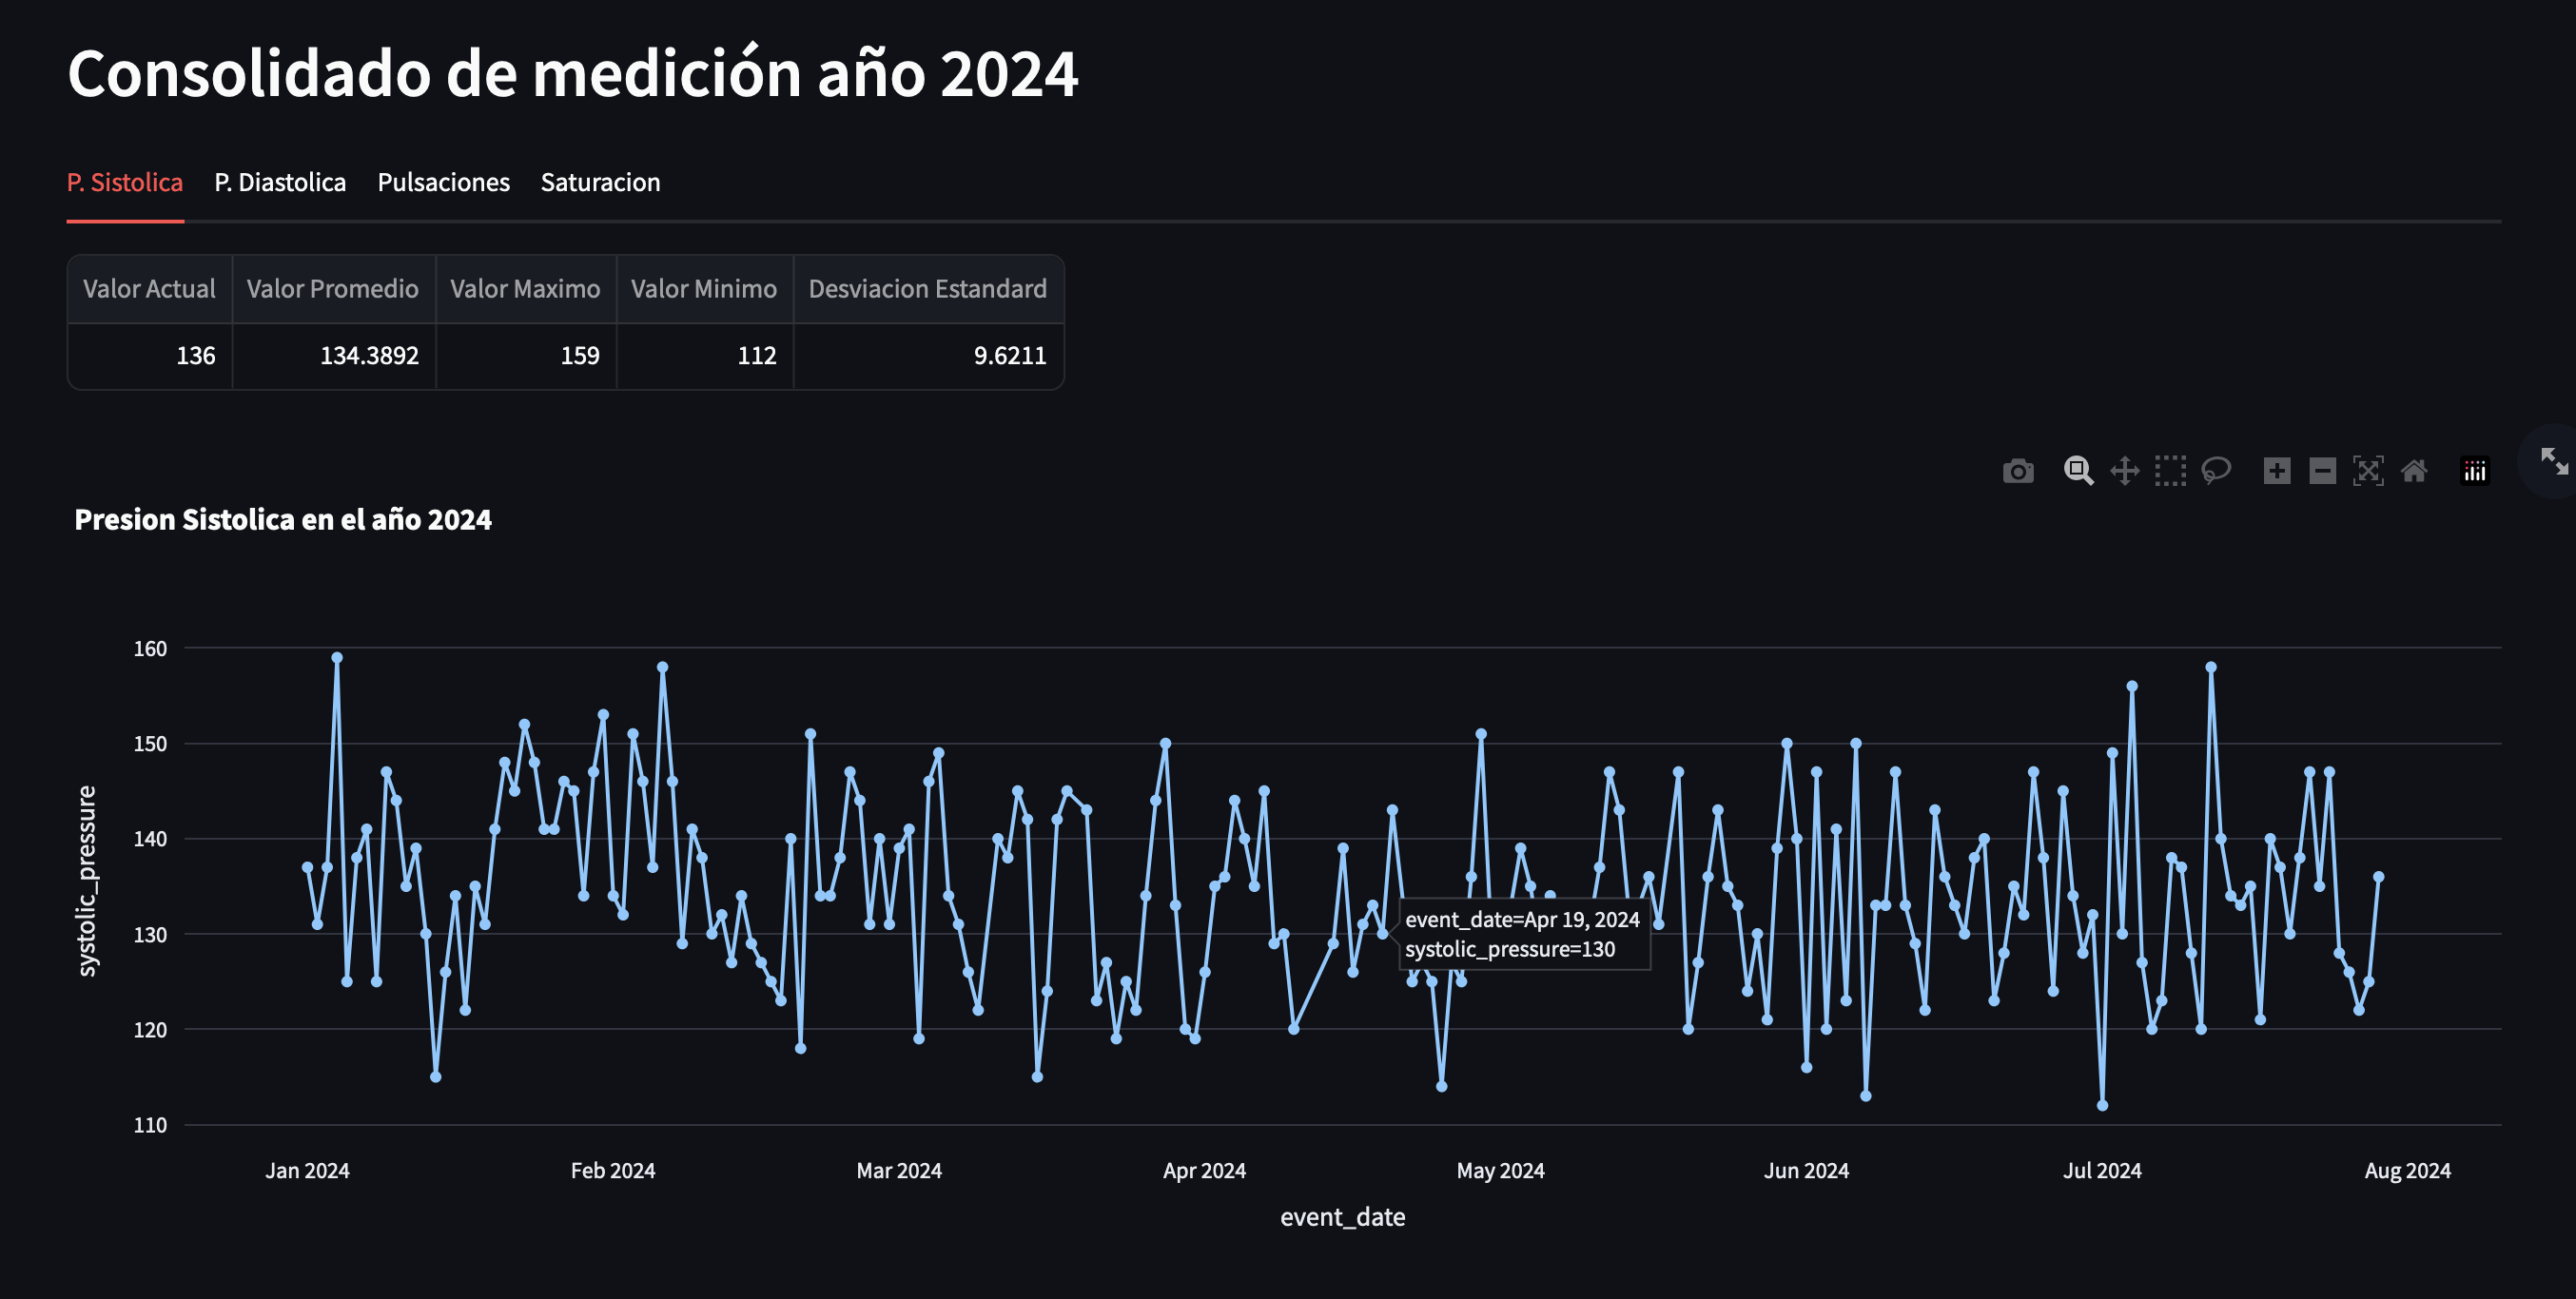 Consolidado de medición año 2024
P. Sistolica P. Diastolica Pulsaciones Saturacion
Valor Actual Valor Promedio Valor Maximo Valor Minimo Desviacion Estandard
136 134.3892 159 112 9.6211
Presion Sistolica en el año 2024
160
150
140
130
120
110
systolic_pressure
event_date=Apr 19, 2024
systolic_pressure=130
Jan 2024 Feb 2024 Mar 2024 Apr 2024 May 2024 Jun 2024 Jul 2024 Aug 2024
event_date